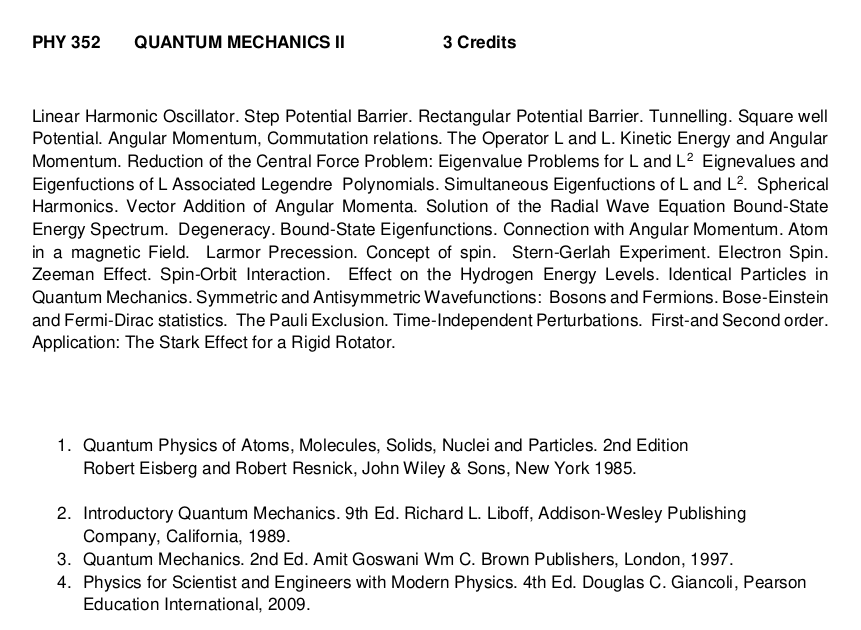 PHY 352 QUANTUM MECHANICS II 3 Credits
Linear Harmonic Oscillator. Step Potential Barrier. Rectangular Potential Barrier. Tunnelling. Square well
Potential. Angular Momentum, Commutation relations. The Operator L and L. Kinetic Energy and Angular
Momentum. Reduction of the Central Force Problem: Eigenvalue Problems for L and L² Eignevalues and
Eigenfuctions of L Associated Legendre Polynomials. Simultaneous Eigenfuctions of L and L². Spherical
Harmonics. Vector Addition of Angular Momenta. Solution of the Radial Wave Equation Bound-State
Energy Spectrum. Degeneracy. Bound-State Eigenfunctions. Connection with Angular Momentum. Atom
in a magnetic Field. Larmor Precession. Concept of spin. Stern-Gerlah Experiment. Electron Spin.
Zeeman Effect. Spin-Orbit Interaction. Effect on the Hydrogen Energy Levels. Identical Particles in
Quantum Mechanics. Symmetric and Antisymmetric Wavefunctions: Bosons and Fermions. Bose-Einstein
and Fermi-Dirac statistics. The Pauli Exclusion. Time-Independent Perturbations. First-and Second order.
Application: The Stark Effect for a Rigid Rotator.
1. Quantum Physics of Atoms, Molecules, Solids, Nuclei and Particles. 2nd Edition
Robert Eisberg and Robert Resnick, John Wiley & Sons, New York 1985.
2. Introductory Quantum Mechanics. 9th Ed. Richard L. Liboff, Addison-Wesley Publishing
Company, California, 1989.
3. Quantum Mechanics. 2nd Ed. Amit Goswani Wm C. Brown Publishers, London, 1997.
4. Physics for Scientist and Engineers with Modern Physics. 4th Ed. Douglas C. Giancoli, Pearson
Education International, 2009.